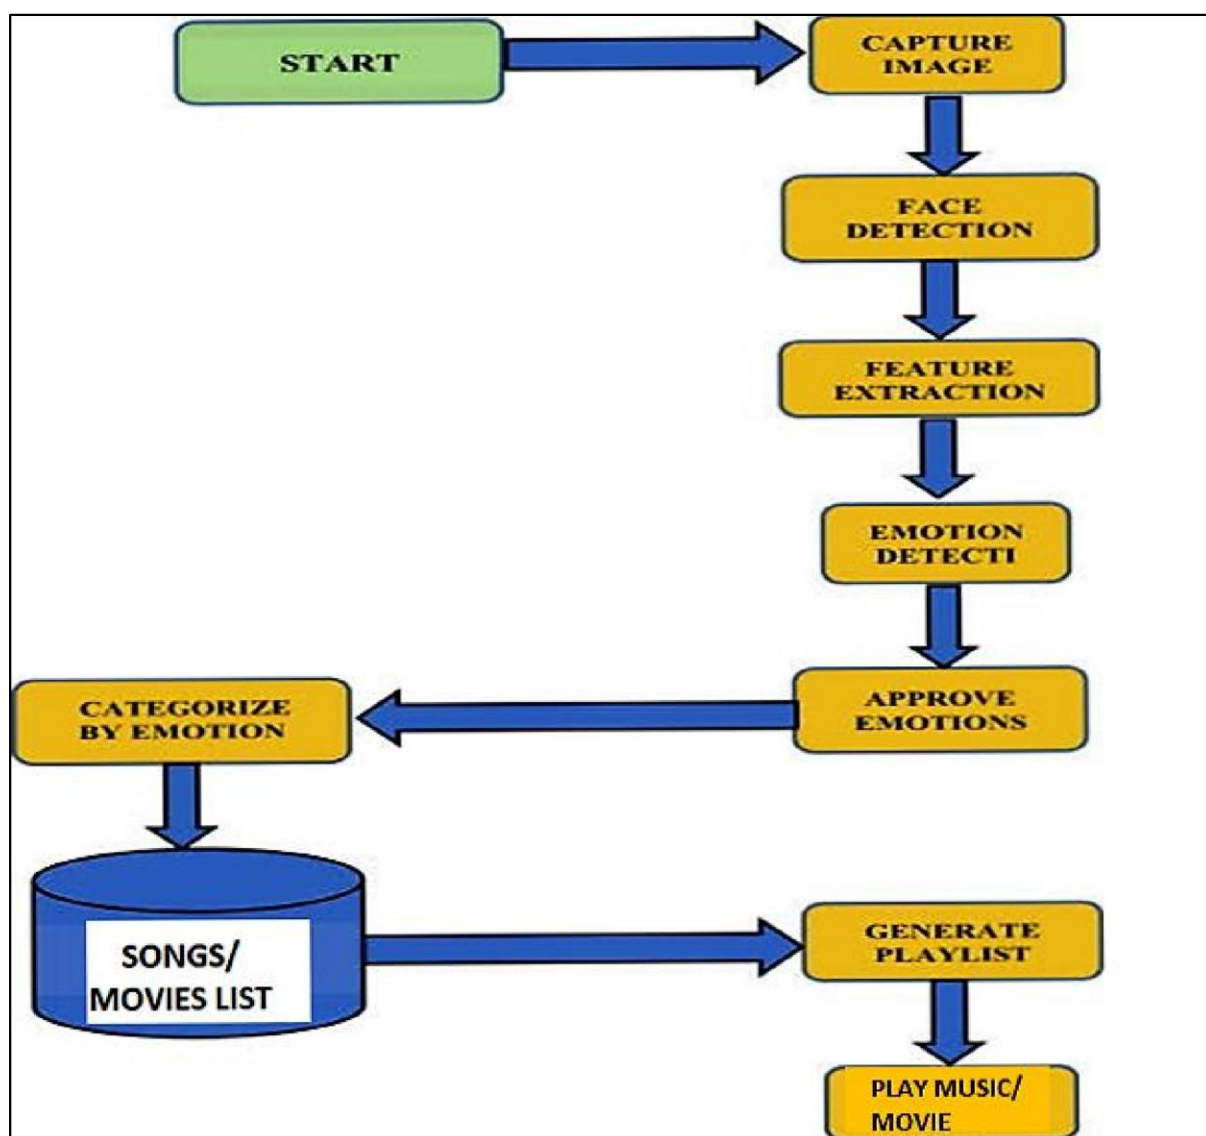 START
CAPTURE
IMAGE
FACE
DETECTION
FEATURE
EXTRACTION
EMOTION
DETECTI
APPROVE
EMOTIONS
CATEGORIZE
BY EMOTION
SONGS/
MOVIES LIST
GENERATE
PLAYLIST
PLAY MUSIC/
MOVIE